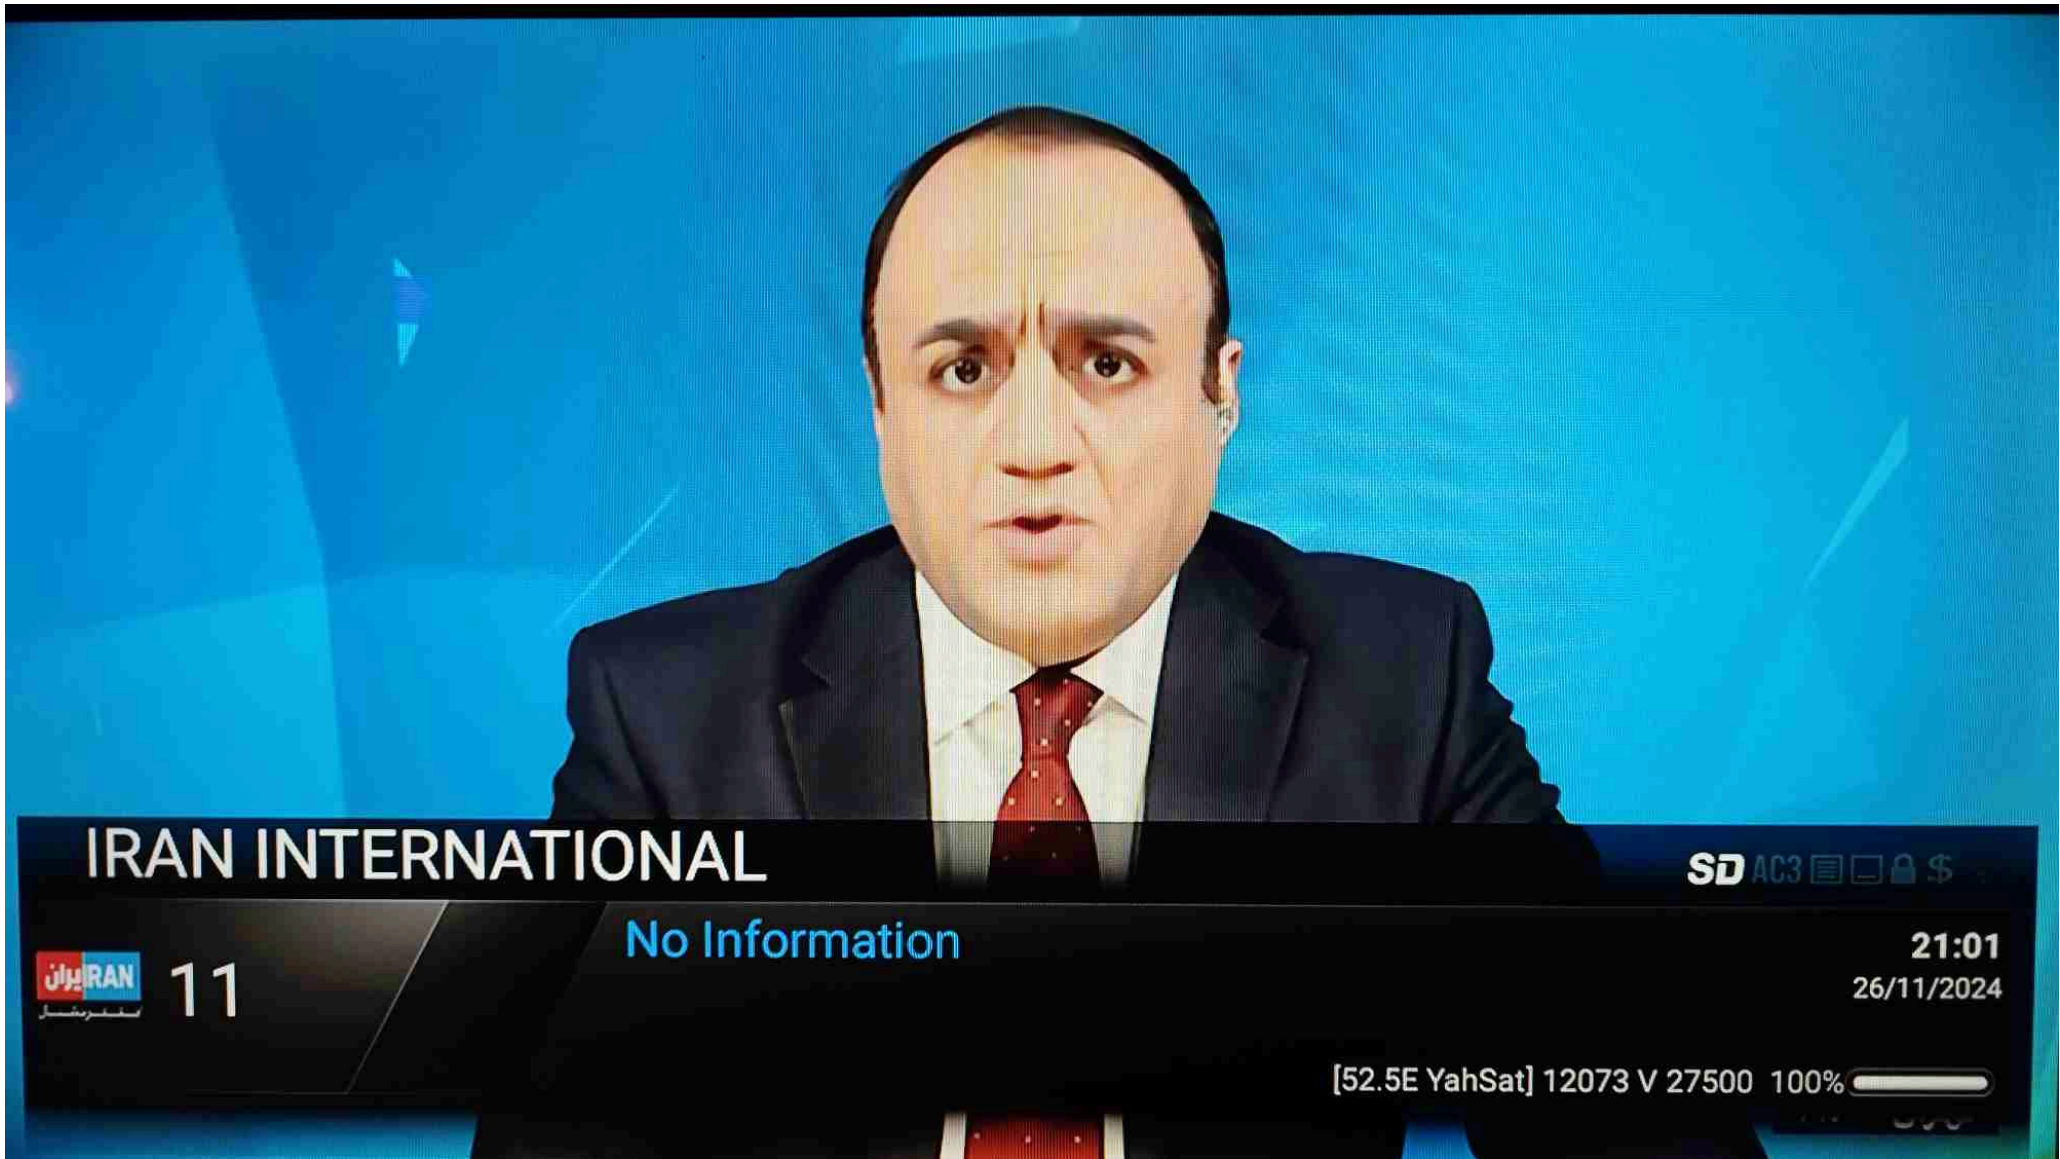 IRAN INTERNATIONAL
SD AC3 $
No Information
ایران IRAN
اینترنشنال
11
21:01
26/11/2024
[52.5E YahSat] 12073 V 27500 100%